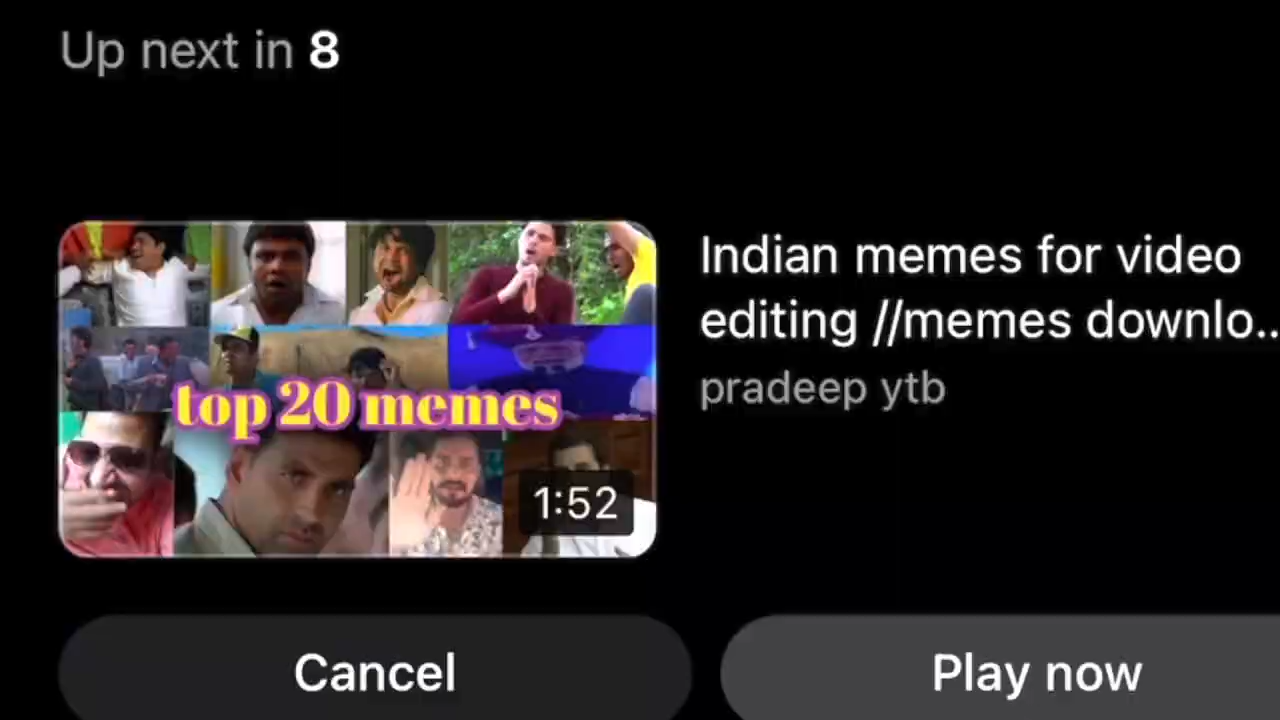 Up next in 8
Indian memes for video
editing //memes downlo..
pradeep ytb
top 20 memes
1:52
Cancel
Play now